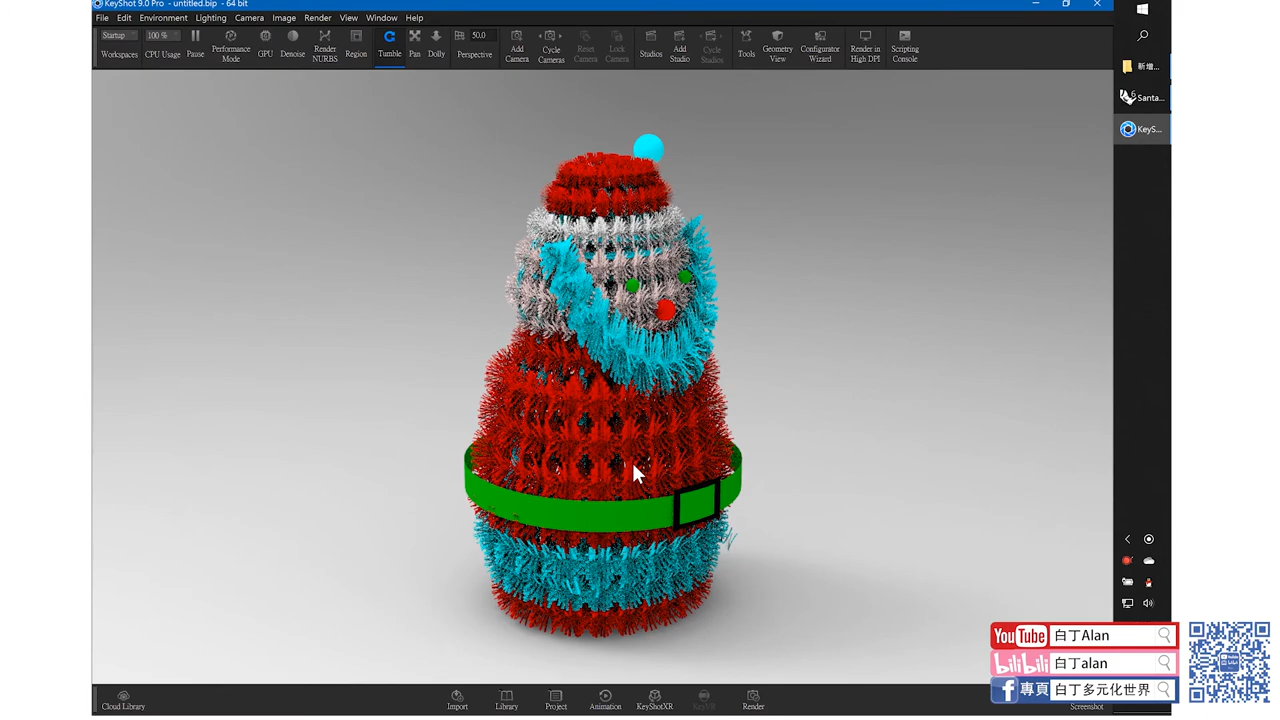 KeyShot 9.0 Pro - untitled.bip - 64 bit
File Edit Environment Lighting Camera Image Render View Window Help
Startup 100 % 50.0
Workspaces CPU Usage Pause Performance Mode GPU Denoise Render NURBS Region Tumble Pan Dolly Perspective Add Camera Cycle Cameras Reset Camera Lock Camera Studios Add Studio Cycle Studios Tools Geometry View Configurator Wizard Render in High DPI Scripting Console
新增...
6 Santa...
KeyS...
YouTube 白丁Alan
bilibili 白丁alan
f 專頁 白丁多元化世界
Cloud Library Import Library Project Animation KeyShotXR KeyVR Render Screenshot